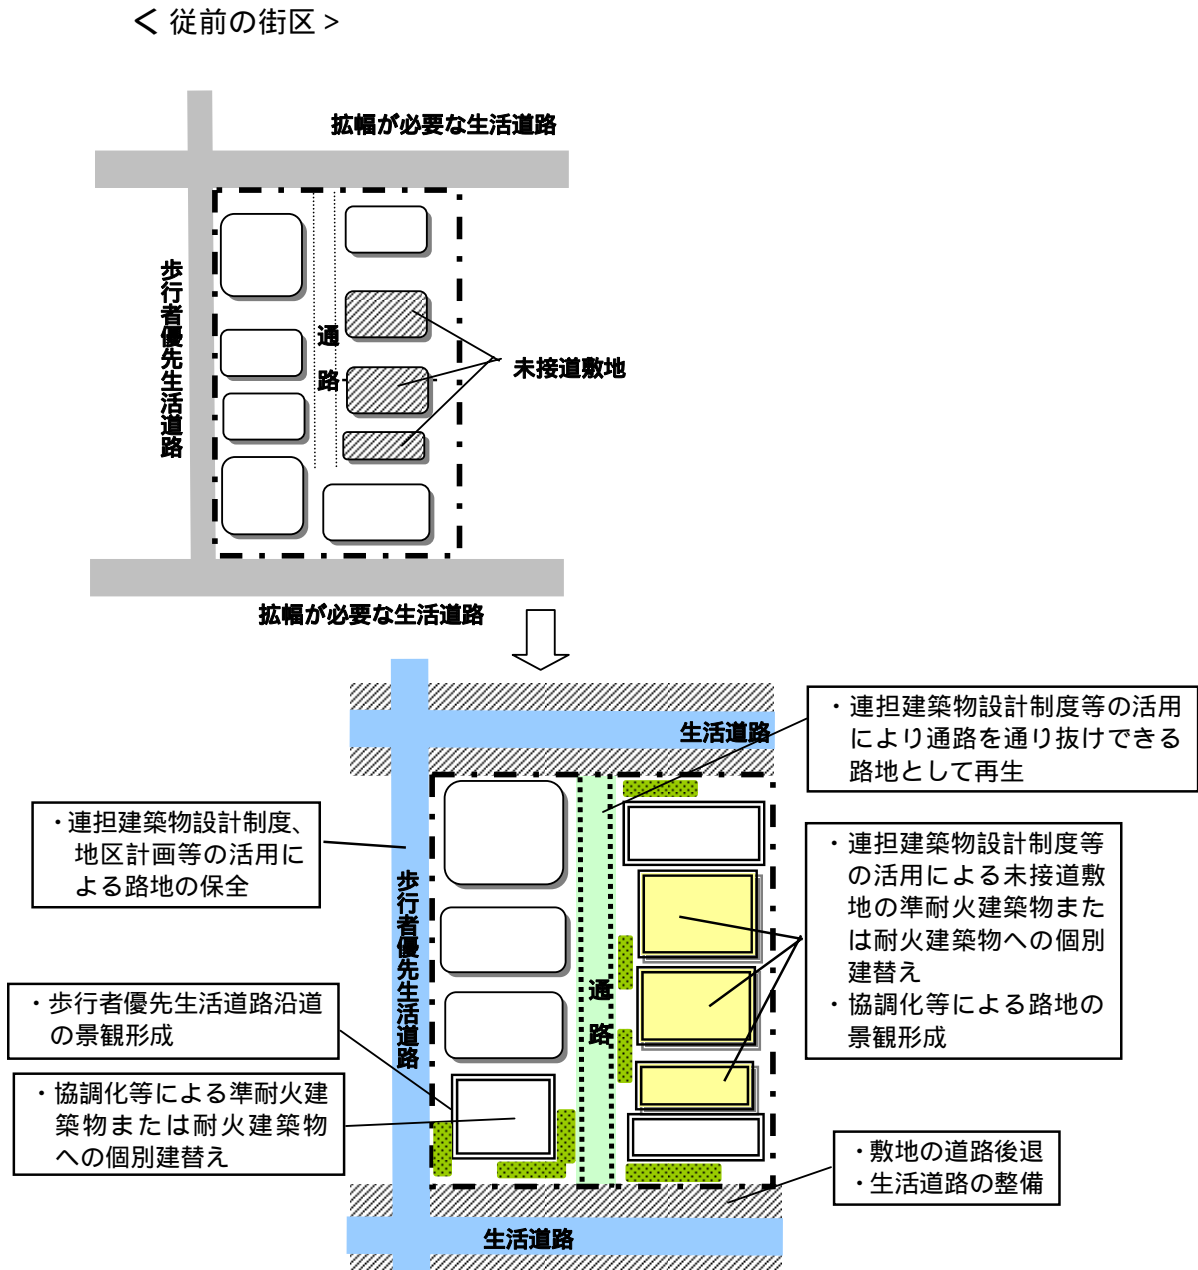 ＜ 従前の街区 >
拡幅が必要な生活道路
歩行者優先生活道路
通
路
未接道敷地
拡幅が必要な生活道路
生活道路
・連担建築物設計制度等の活用
により通路を通り抜けできる
路地として再生
・連担建築物設計制度、
地区計画等の活用に
よる路地の保全
・連担建築物設計制度等
の活用による未接道敷
地の準耐火建築物また
は耐火建築物への個別
建替え
・協調化等による路地の
景観形成
歩行者優先生活道路
通
路
・歩行者優先生活道路沿道
の景観形成
・協調化等による準耐火建
築物または耐火建築物
への個別建替え
・敷地の道路後退
・生活道路の整備
生活道路